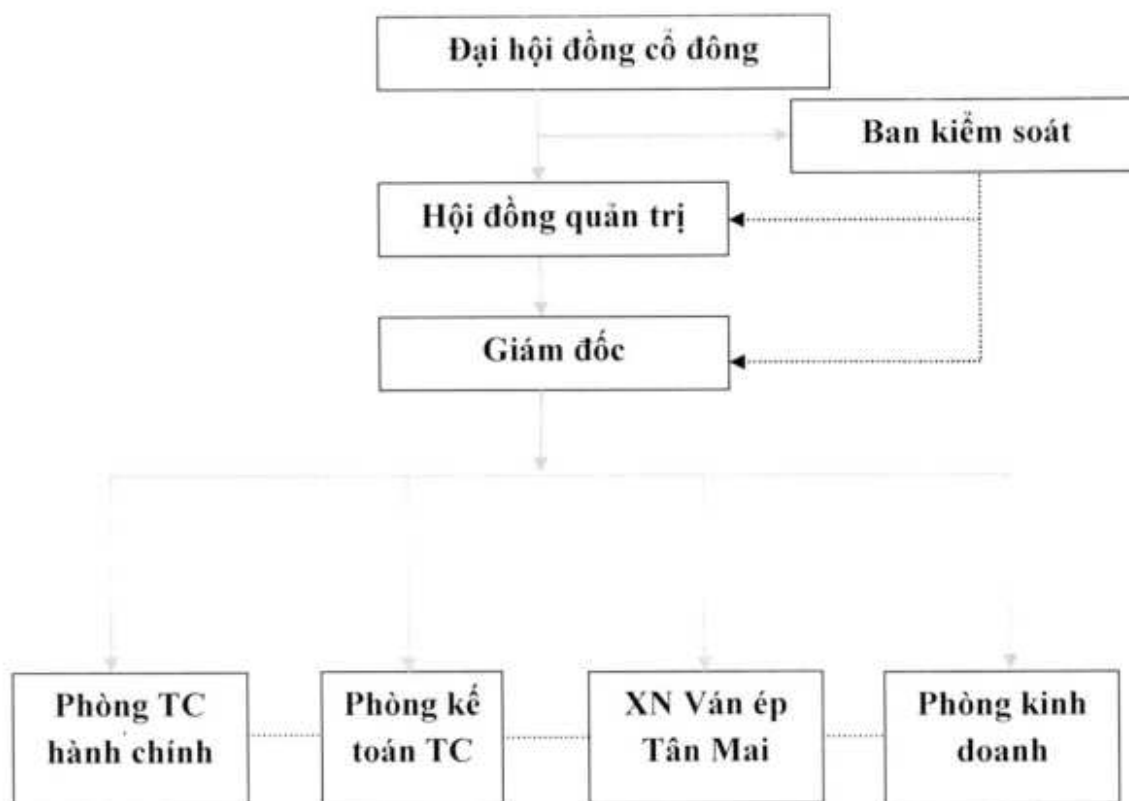 Đại hội đồng cổ đông
Ban kiểm soát
Hội đồng quản trị
Giám đốc
Phòng TC
hành chính
Phòng kế
toán TC
XN Ván ép
Tân Mai
Phòng kinh
doanh